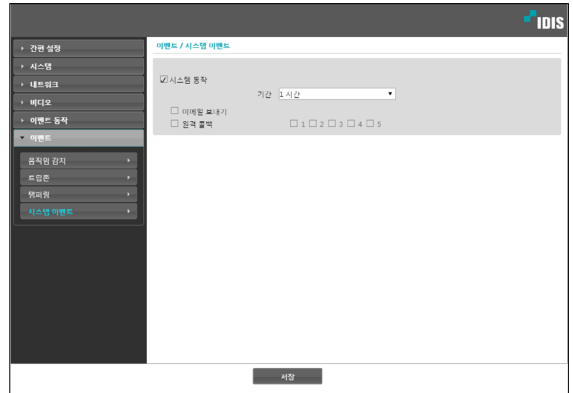 IDIS
간편 설정
시스템
네트워크
비디오
이벤트 동작
이벤트
움직임 감지
트립존
탬퍼링
시스템 이벤트
이벤트 / 시스템 이벤트
시스템 동작
기간 1 시간
이메일 보내기
원격 콜백 1 2 3 4 5
저장